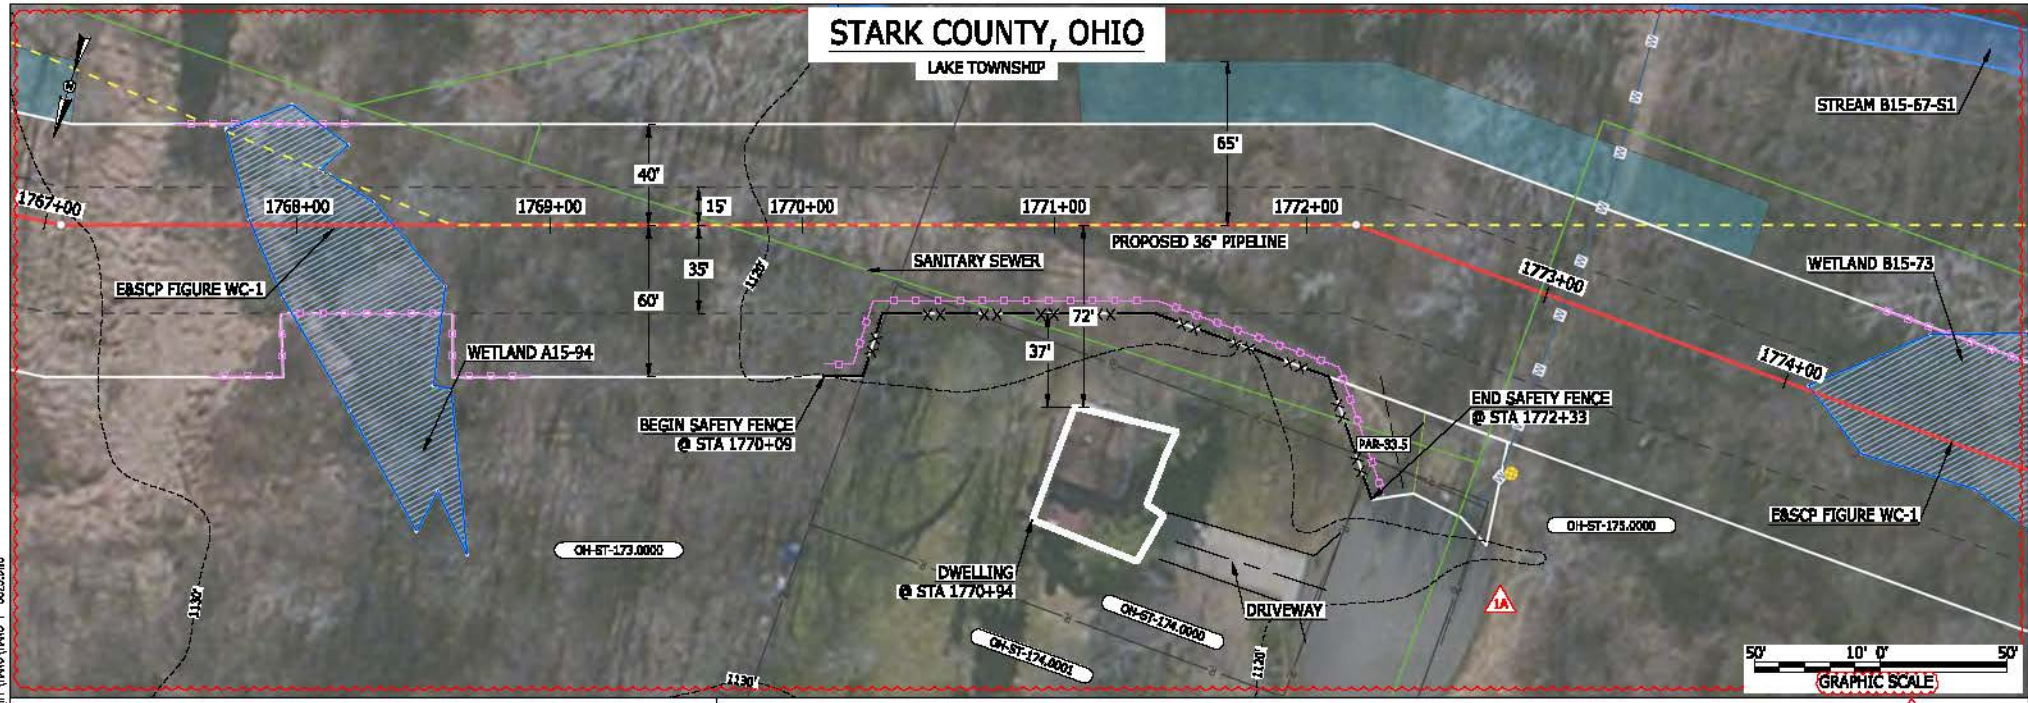 STARK COUNTY, OHIO
LAKE TOWNSHIP
STREAM B15-67-S1
65'
40'
15'
1767+00
1768+00
1769+00
1770+00
1771+00
1772+00
PROPOSED 36" PIPELINE
SANITARY SEWER
WETLAND B15-73
1773+00
E&SCP FIGURE WC-1
35'
60'
1120'
72'
37'
WETLAND A15-94
1774+00
BEGIN SAFETY FENCE
@ STA 1770+09
END SAFETY FENCE
@ STA 1772+33
PAR-33.5
E&SCP FIGURE WC-1
OH-ST-173.0000
OH-ST-175.0000
DWELLING
@ STA 1770+94
DRIVEWAY
1A
1130'
OH-ST-174.0000
OH-ST-174.0001
1130'
1120'
50' 10' 0' 50'
GRAPHIC SCALE
W
W
W
W
W
W
W
W